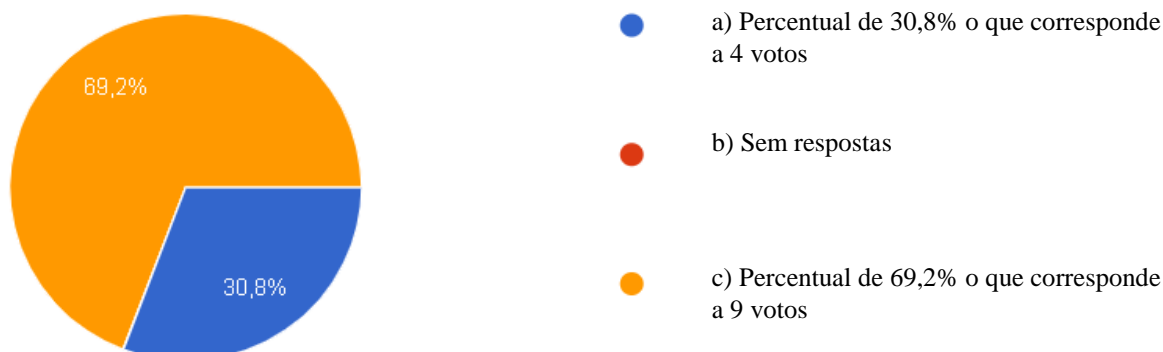 69,2%
30,8%
a) Percentual de 30,8% o que corresponde
a 4 votos
b) Sem respostas
c) Percentual de 69,2% o que corresponde
a 9 votos